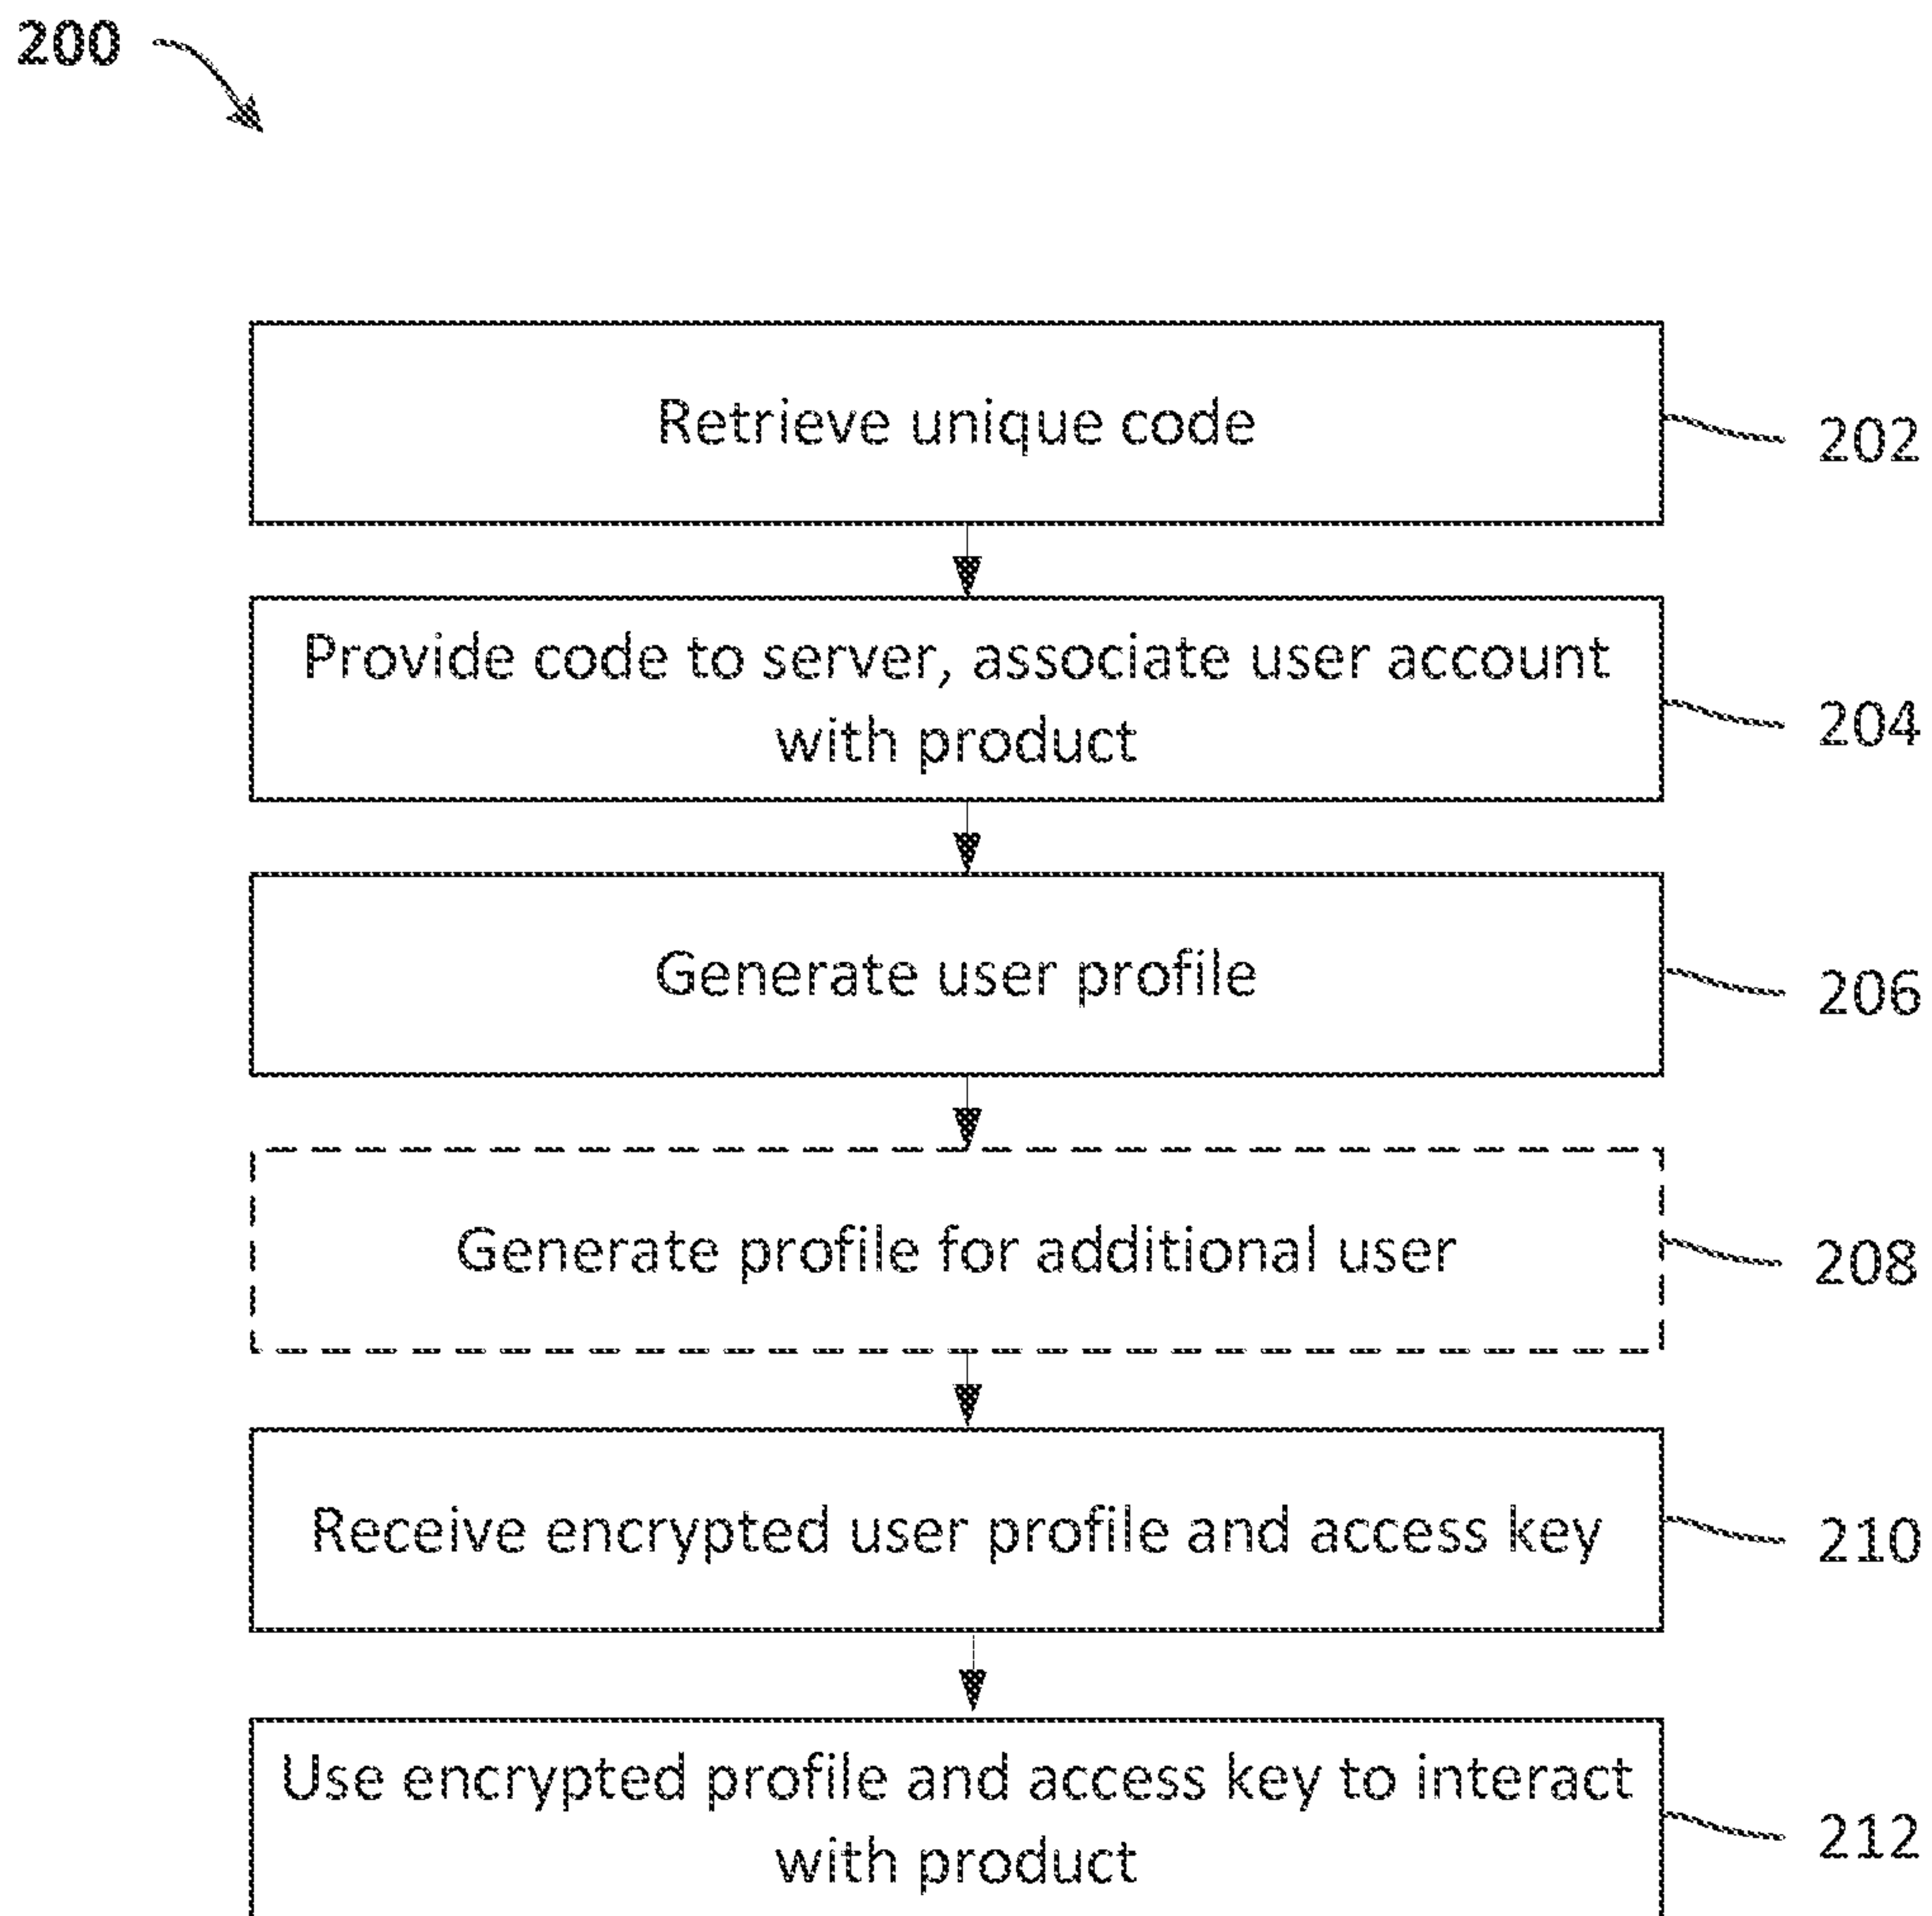 200
Retrieve unique code
202
Provide code to server, associate user account
with product
204
Generate user profile
206
Generate profile for additional user
208
Receive encrypted user profile and access key
210
Use encrypted profile and access key to interact
with product
212